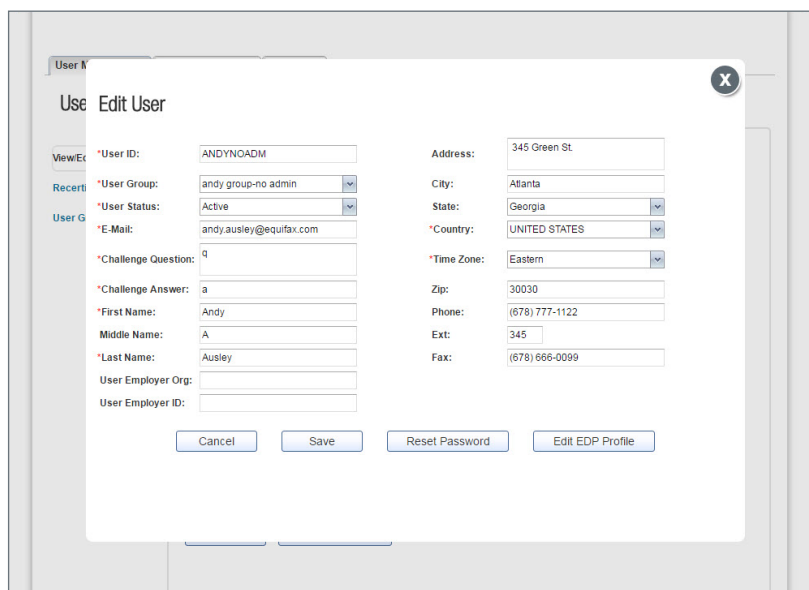 User M
Use
View/Ed
Recerti
User G
X
Edit User
*User ID: ANDYNOADM
*User Group: andy group-no admin
*User Status: Active
*E-Mail: andy.ausley@equifax.com
*Challenge Question: q
*Challenge Answer: a
*First Name: Andy
Middle Name: A
*Last Name: Ausley
User Employer Org:
User Employer ID:
Address: 345 Green St.
City: Atlanta
State: Georgia
*Country: UNITED STATES
*Time Zone: Eastern
Zip: 30030
Phone: (678) 777-1122
Ext: 345
Fax: (678) 666-0099
Cancel Save Reset Password Edit EDP Profile